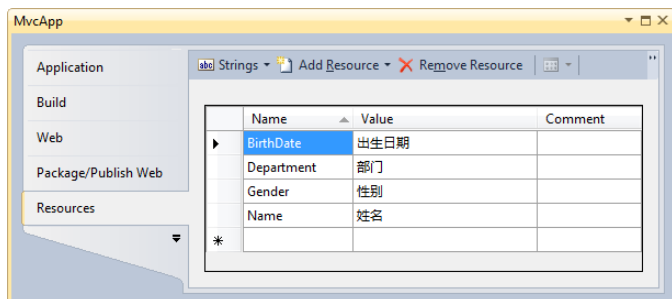 MvcApp
Application
Build
Web
Package/Publish Web
Resources
abc Strings Add Resource Remove Resource
Name Value Comment
BirthDate 出生日期
Department 部门
Gender 性别
Name 姓名